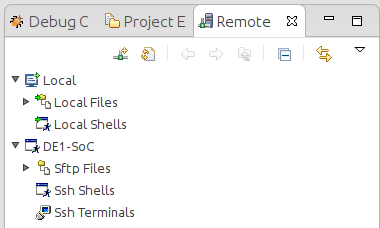 Debug C Project E Remote
Local
Local Files
Local Shells
DE1-SoC
Sftp Files
Ssh Shells
Ssh Terminals